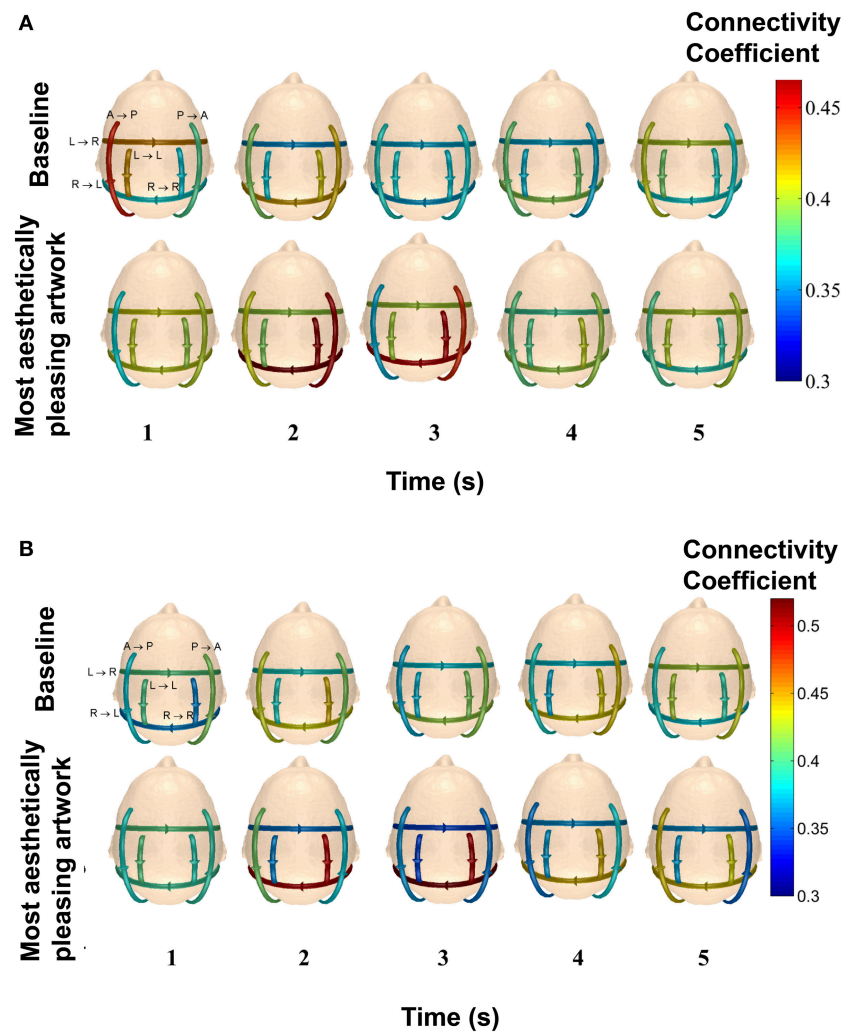 A
Connectivity
Coefficient
Baseline
A → P
P → A
L → R
L → L
R → L
R → R
0.45
0.4
0.35
0.3
Most aesthetically
pleasing artwork
1 2 3 4 5
Time (s)
B
Connectivity
Coefficient
Baseline
A → P
P → A
L → R
L → L
R → L
R → R
0.5
0.45
0.4
0.35
0.3
Most aesthetically
pleasing artwork
1 2 3 4 5
Time (s)